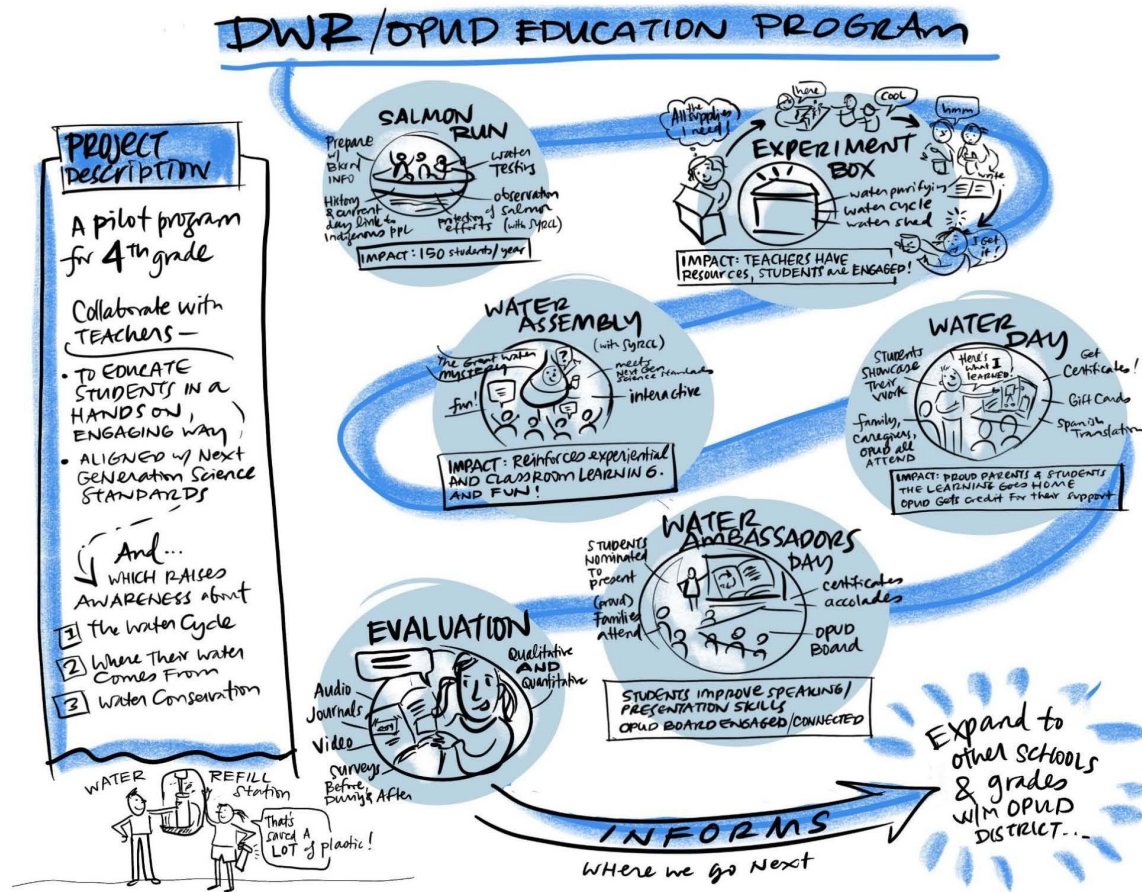 DWR/OPUD EDUCATION PROGRAM
PROJECT
DESCRIPTION
A pilot program
for 4th grade
Collaborate with
TEACHERS—
• TO EDUCATE
STUDENTS IN A
HANDS ON,
ENGAGING WAY
• ALIGNED w/ NEXT
GENERATION SCIENCE
STANDARDS
And...
WHICH RAISES
AWARENESS about
1 The Water Cycle
2 Where Their Water
Comes From
3 Water Conservation
WATER
REFILL
Station
That's
saved A
LOT of plastic!
SALMON
RUN
Prepare
w/
Bkgrn
INFO
Water
Testing
History
& current
day link to
Indigenous ppl
protecting
efforts
observation
of Salmon
(with SYRCL)
IMPACT: 150 students/year
All the
supplies
I need!
here
COOL
hmm
write
I Get
it!
EXPERIMENT
BOX
water purifying
water cycle
water shed
IMPACT: TEACHERS HAVE
Resources, STUDENTS are ENGAGED!
WATER
ASSEMBLY
(with SYRCL)
The Great Water
MYSTERY
?
fun!
meets
Next Gen
Science standards
interactive
IMPACT: Reinforces experiential
AND CLASSROOM LEARNING.
AND FUN!
WATER
DAY
STUDENTS
SHOWCASE
Their
WORK
Here's
what I
LEARNED!
Get
Certificates!
Gift Cards
Spanish
Translation
family,
caregivers,
OPUD all
ATTEND
IMPACT: PROUD PARENTS & STUDENTS
THE LEARNING Goes HOME
OPUD Gets credit for their support
WATER
AMBASSADORS
DAY
STUDENTS
Nominated
TO
present
(proud)
Families
attend
certificates
accolades
OPUD
Board
STUDENTS IMPROVE SPEAKING/
PRESENTATION SKILLS
OPUD BOARD ENGAGED/CONNECTED
EVALUATION
Qualitative
AND
Quantitative
Audio
Journals
Video
surveys
Before,
During & After
INFORMS
WHere we go Next
Expand to
other schools
& grades
w/in OPUD
DISTRICT...